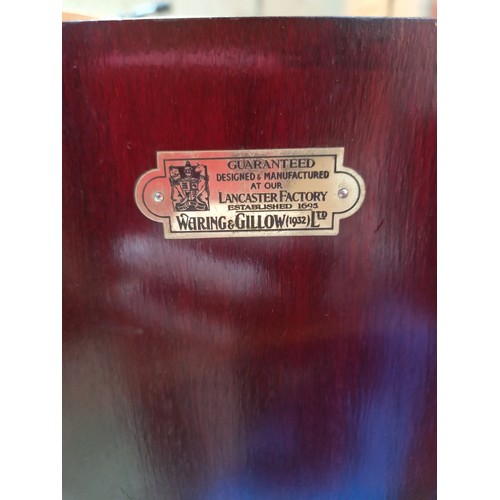 GUARANTEED
DESIGNED & MANUFACTURED
AT OUR
LANCASTER FACTORY
ESTABLISHED 1695
WARING & GILLOW (1932) LTD